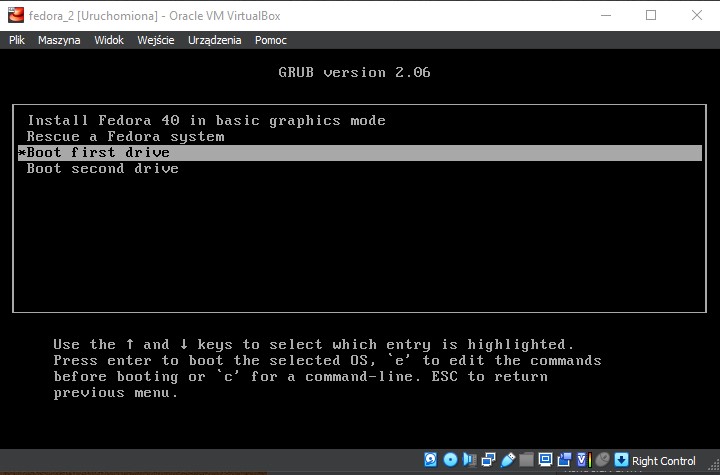 fedora_2 [Uruchomiona] - Oracle VM VirtualBox
Plik Maszyna Widok Wejście Urządzenia Pomoc
GRUB version 2.06
Install Fedora 40 in basic graphics mode
Rescue a Fedora system
*Boot first drive
Boot second drive
Use the ↑ and ↓ keys to select which entry is highlighted.
Press enter to boot the selected OS, `e' to edit the commands
before booting or `c' for a command-line. ESC to return
previous menu.
Right Control